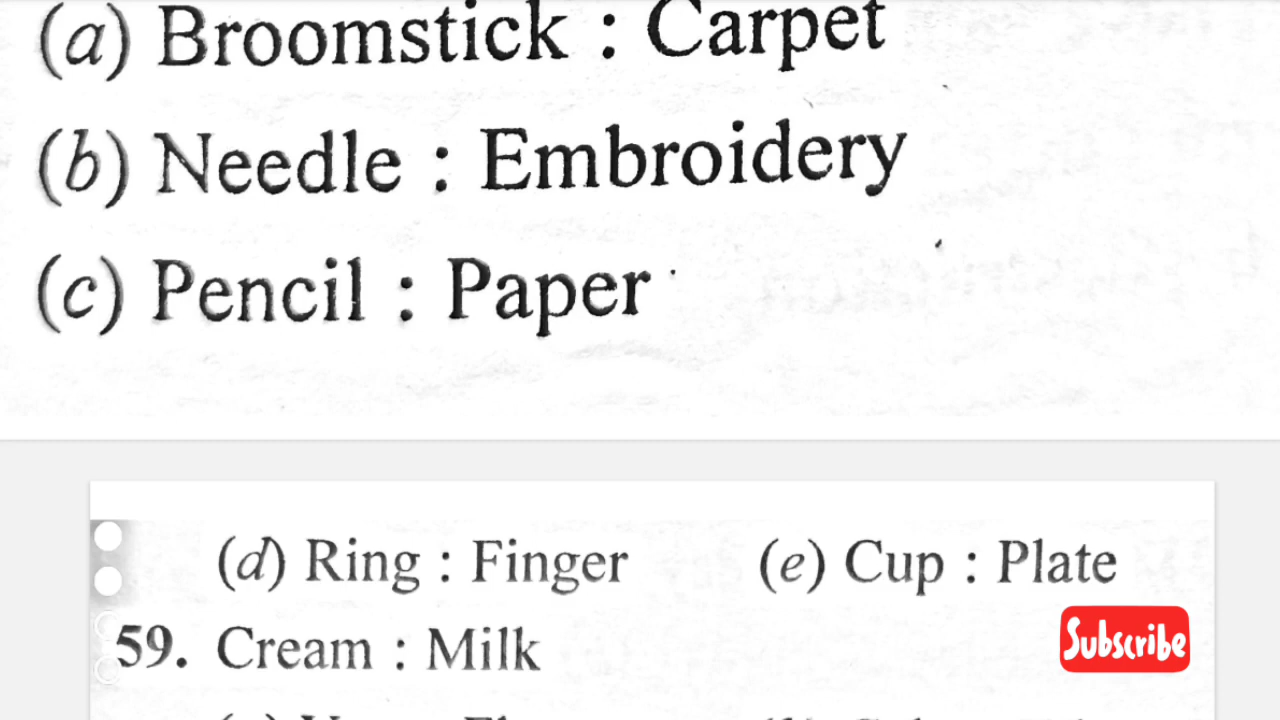 (a) Broomstick : Carpet
(b) Needle : Embroidery
(c) Pencil : Paper
(d) Ring : Finger (e) Cup : Plate
59. Cream : Milk
Subscribe